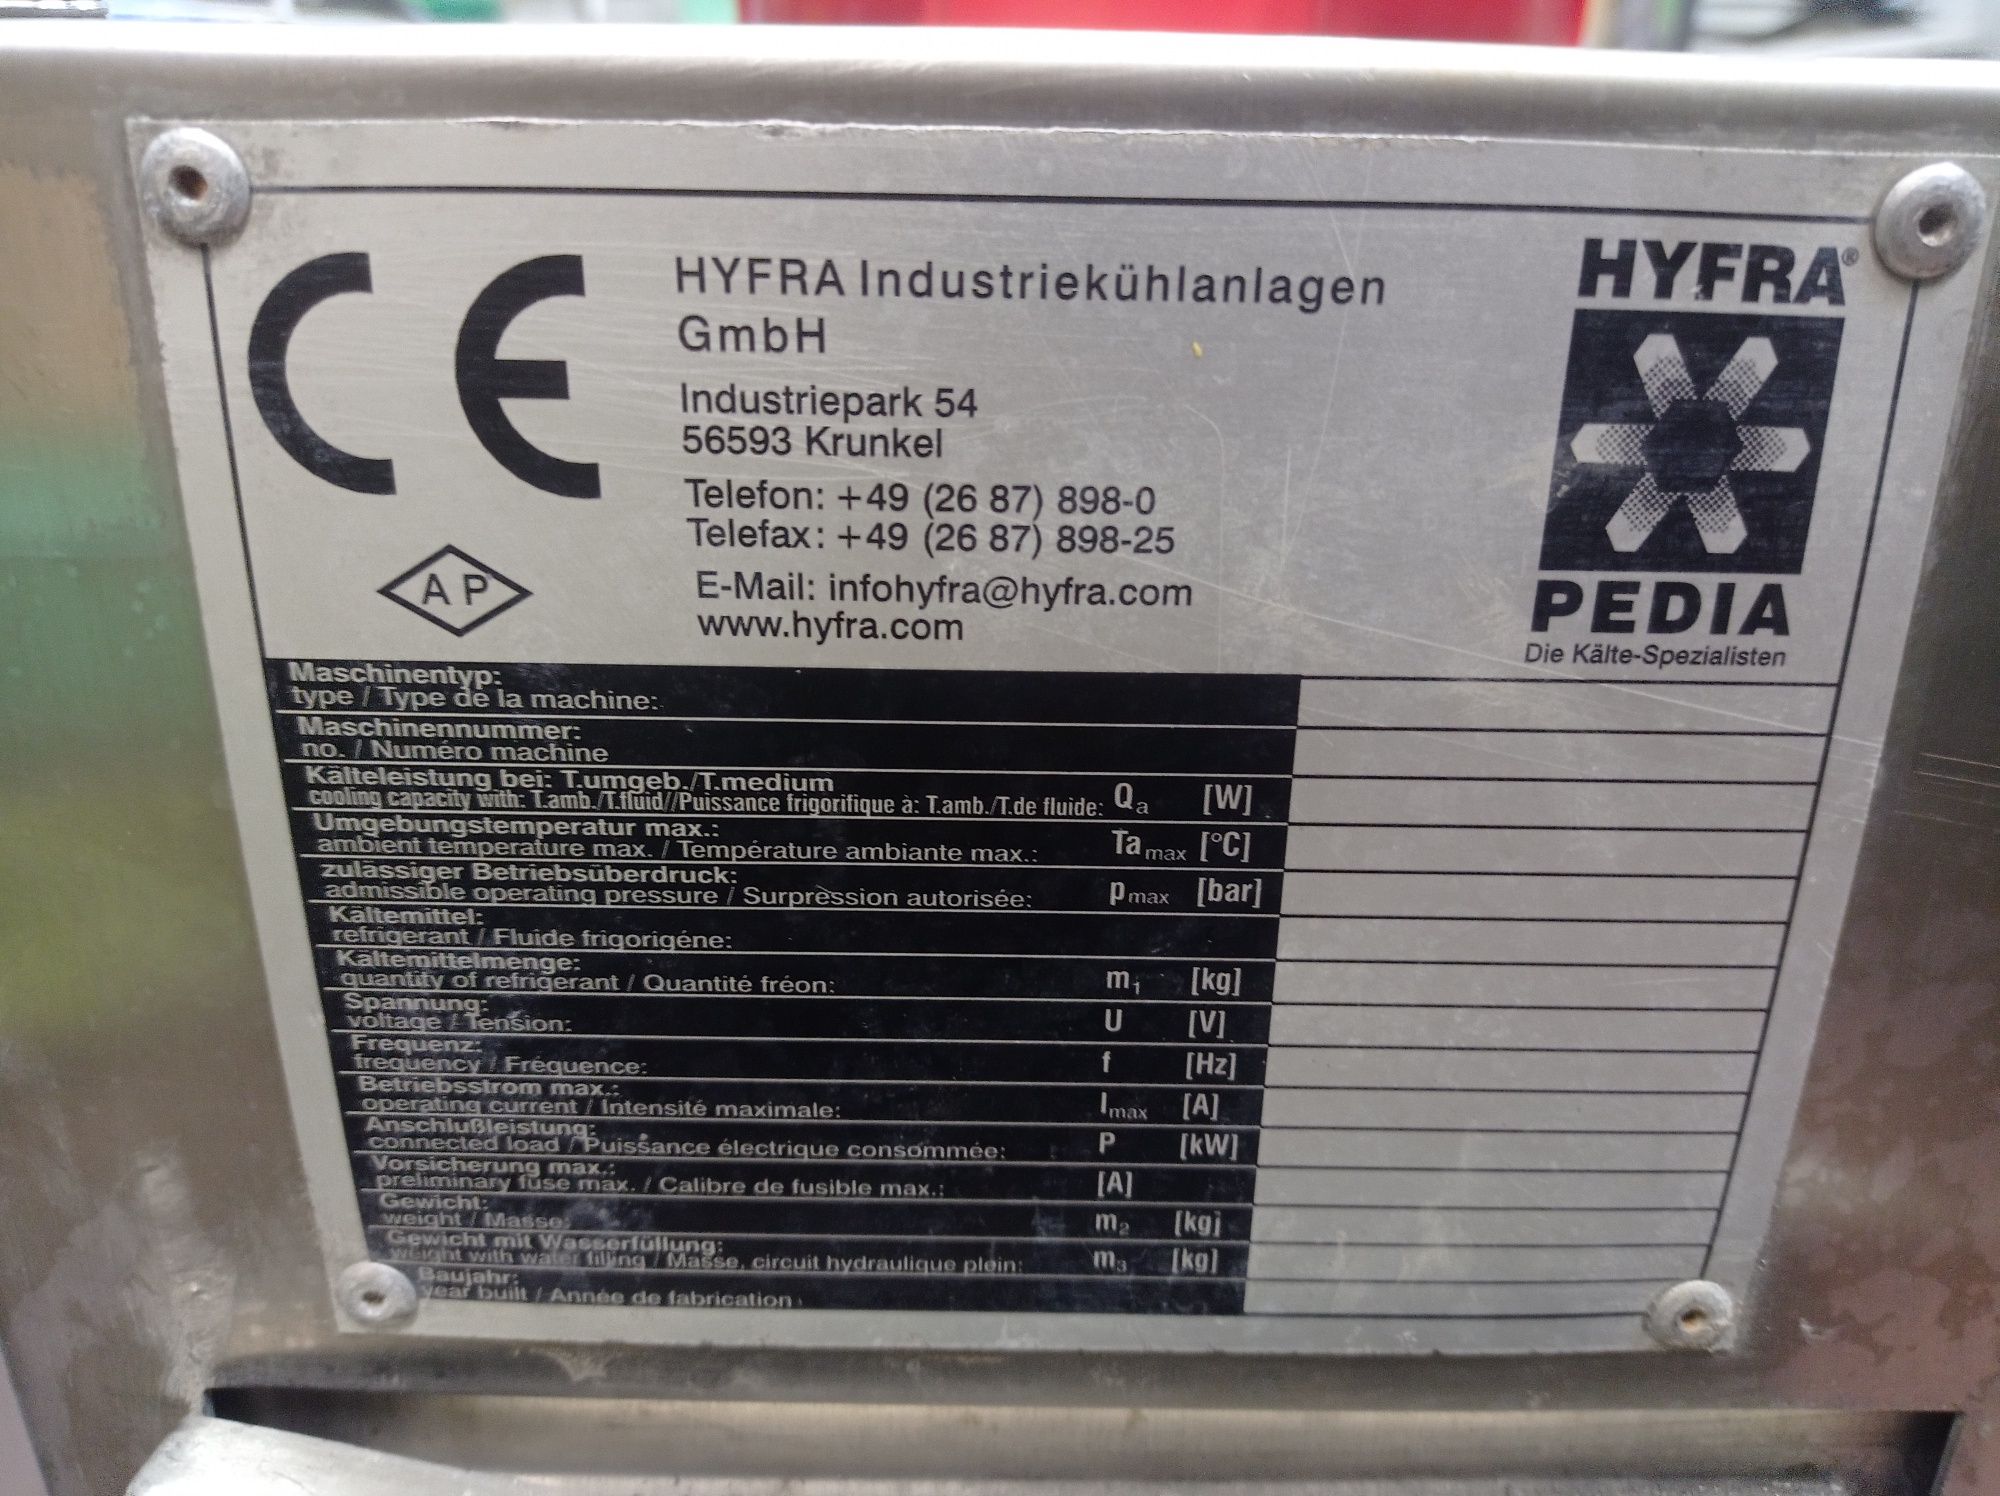 CE
HYFRA Industriekühlanlagen
GmbH
Industriepark 54
56593 Krunkel
Telefon: +49 (26 87) 898-0
Telefax: +49 (26 87) 898-25
E-Mail: infohyfra@hyfra.com
www.hyfra.com
AP
HYFRA®
PEDIA
Die Kälte-Spezialisten
Maschinentyp:
type / Type de la machine:
Maschinennummer:
no. / Numéro machine
Kälteleistung bei: T.umgeb./T.medium
cooling capacity with: T.amb./T.fluid//Puissance frigorifique à: T.amb./T.de fluide: Qa [W]
Umgebungstemperatur max.:
ambient temperature max. / Température ambiante max.: Ta max [°C]
zulässiger Betriebsüberdruck:
admissible operating pressure / Surprèssion autorisée: pmax [bar]
Kältemittel:
refrigerant / Fluide frigorigéne:
Kältemittelmenge:
quantity of refrigerant / Quantité fréon: m1 [kg]
Spannung:
voltage / Tension: U [V]
Frequenz:
frequency / Fréquence: f [Hz]
Betriebsstrom max.:
operating current / Intensité maximale: Imax [A]
Anschlußleistung:
connected load / Puissance électrique consommée: P [kW]
Vorsicherung max.:
preliminary fuse max. / Calibre de fusible max.: [A]
Gewicht:
weight / Masse: m2 [kg]
Gewicht mit Wasserfüllung:
weight with water filling / Masse, circuit hydraulique plein: m3 [kg]
Baujahr:
year built / Année de fabrication: